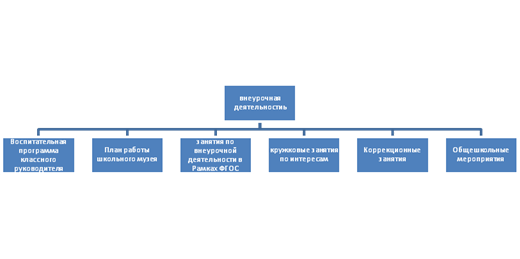 внеурочная
деятельностиь
Воспитательная
программа
классного
руководителя
План работы
школьного музея
занятия по
внеурочной
деятельности в
Рамках ФГОС
кружковые занятия
по интересам
Коррекционные
занятия
Общешкольные
мероприятия